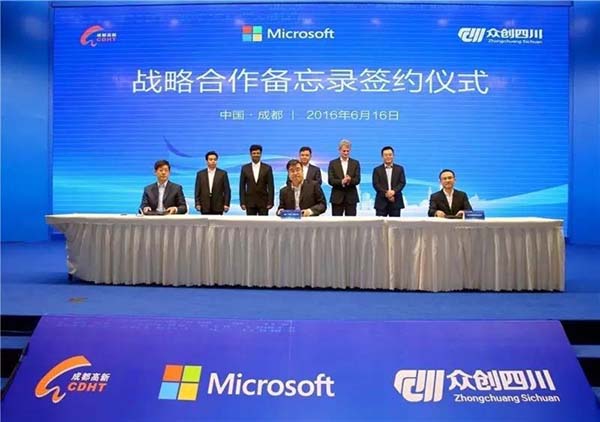 成都高新
CDHT
Microsoft
众创四川
Zhongchuang Sichuan
战略合作备忘录签约仪式
中国·成都 | 2016年6月16日
成都高新
CDHT
Microsoft
众创四川
Zhongchuang Sichuan